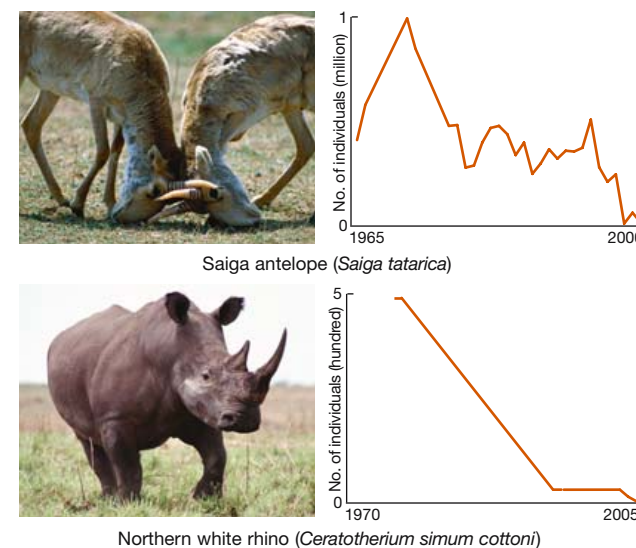 No. of individuals (million)
1
0
1965
2000
Saiga antelope (Saiga tatarica)
No. of individuals (hundred)
5
0
1970
2005
Northern white rhino (Ceratotherium simum cottoni)